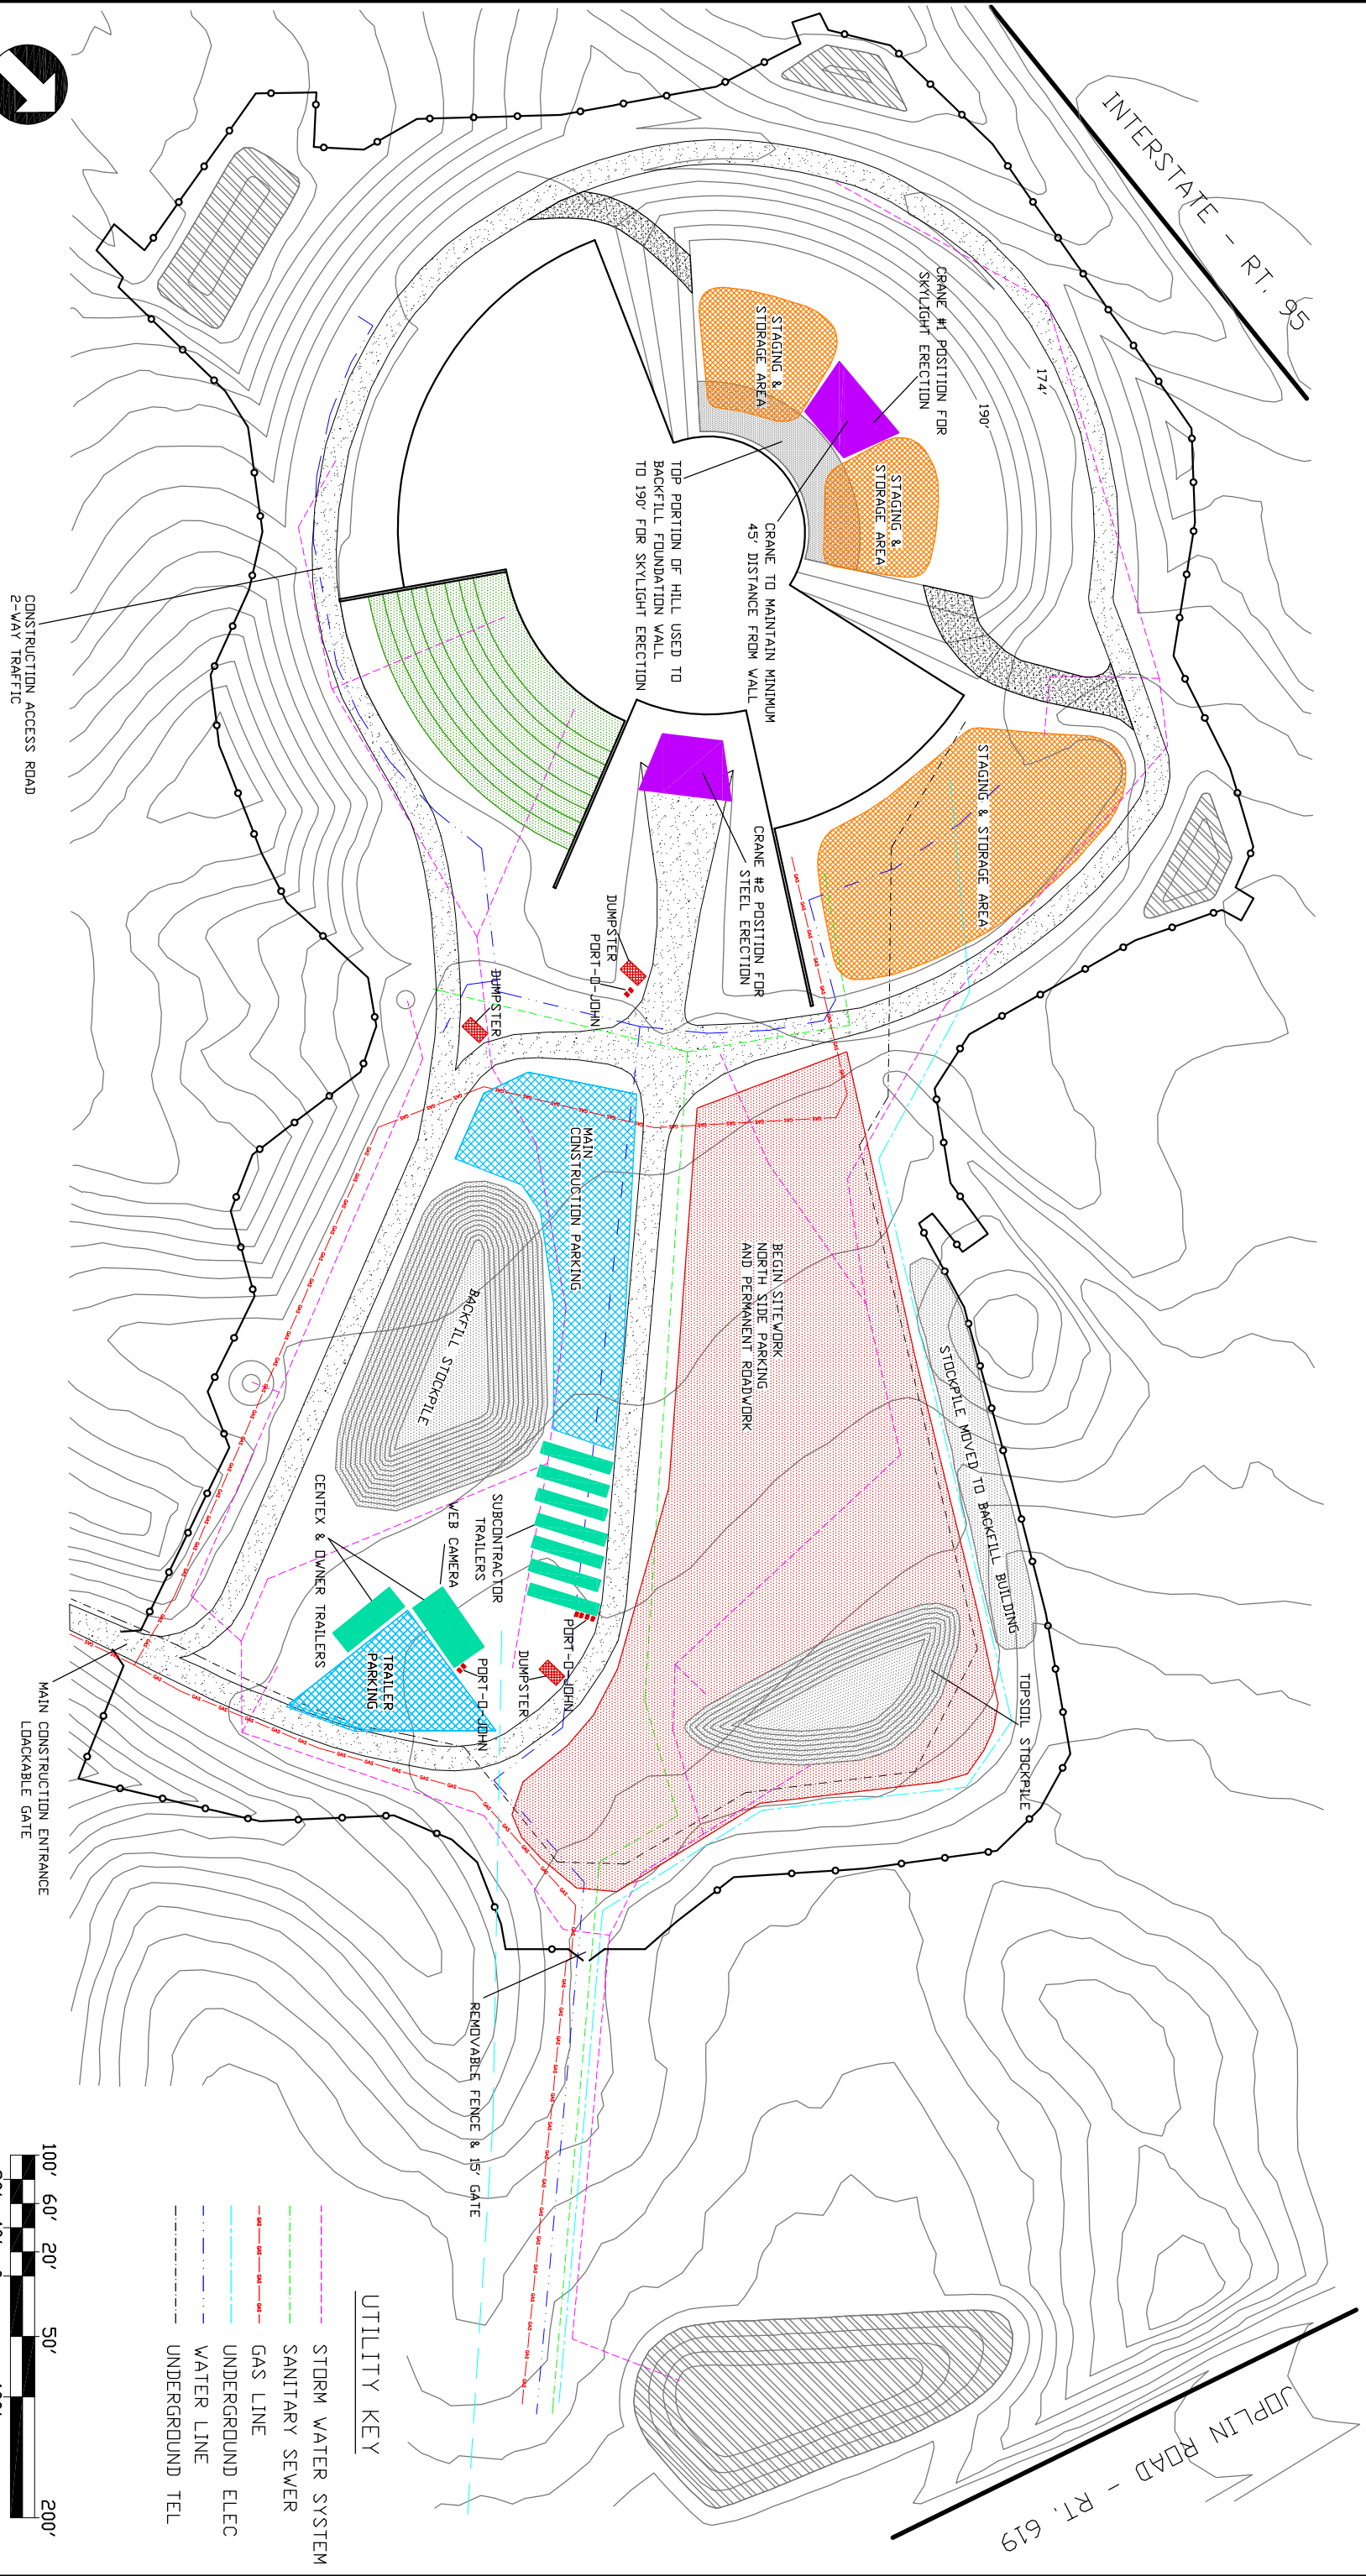 INTERSTATE - RT. 95
174'
190'
CRANE #1 POSITION FOR
SKYLIGHT ERECTION
STAGING &
STORAGE AREA
STAGING &
STORAGE AREA
TOP PORTION OF HILL USED TO
BACKFILL FOUNDATION WALL
TO 190' FOR SKYLIGHT ERECTION
CRANE TO MAINTAIN MINIMUM
45' DISTANCE FROM WALL
CONSTRUCTION ACCESS ROAD
2-WAY TRAFFIC
STAGING & STORAGE AREA
CRANE #2 POSITION FOR
STEEL ERECTION
DUMPSTER
PORT-O-JOHN
DUMPSTER
MAIN
CONSTRUCTION PARKING
BEGIN SITEWORK
NORTH SIDE PARKING
AND PERMANENT ROADWORK
BACKFILL STOCKPILE
STOCKPILE MOVED TO BACKFILL BUILDING
CENTEX & OWNER TRAILERS
WEB CAMERA
SUBCONTRACTOR
TRAILERS
PORT-O-JOHN
DUMPSTER
PORT-O-JOHN
TRAILER
PARKING
TOPSOIL STOCKPILE
MAIN CONSTRUCTION ENTRANCE
LOACKABLE GATE
REMOVABLE FENCE & 15' GATE
JOPLIN ROAD - RT. 619
UTILITY KEY
STORM WATER SYSTEM
SANITARY SEWER
GAS LINE
UNDERGROUND ELEC
WATER LINE
UNDERGROUND TEL
100' 60' 20' 50' 200'